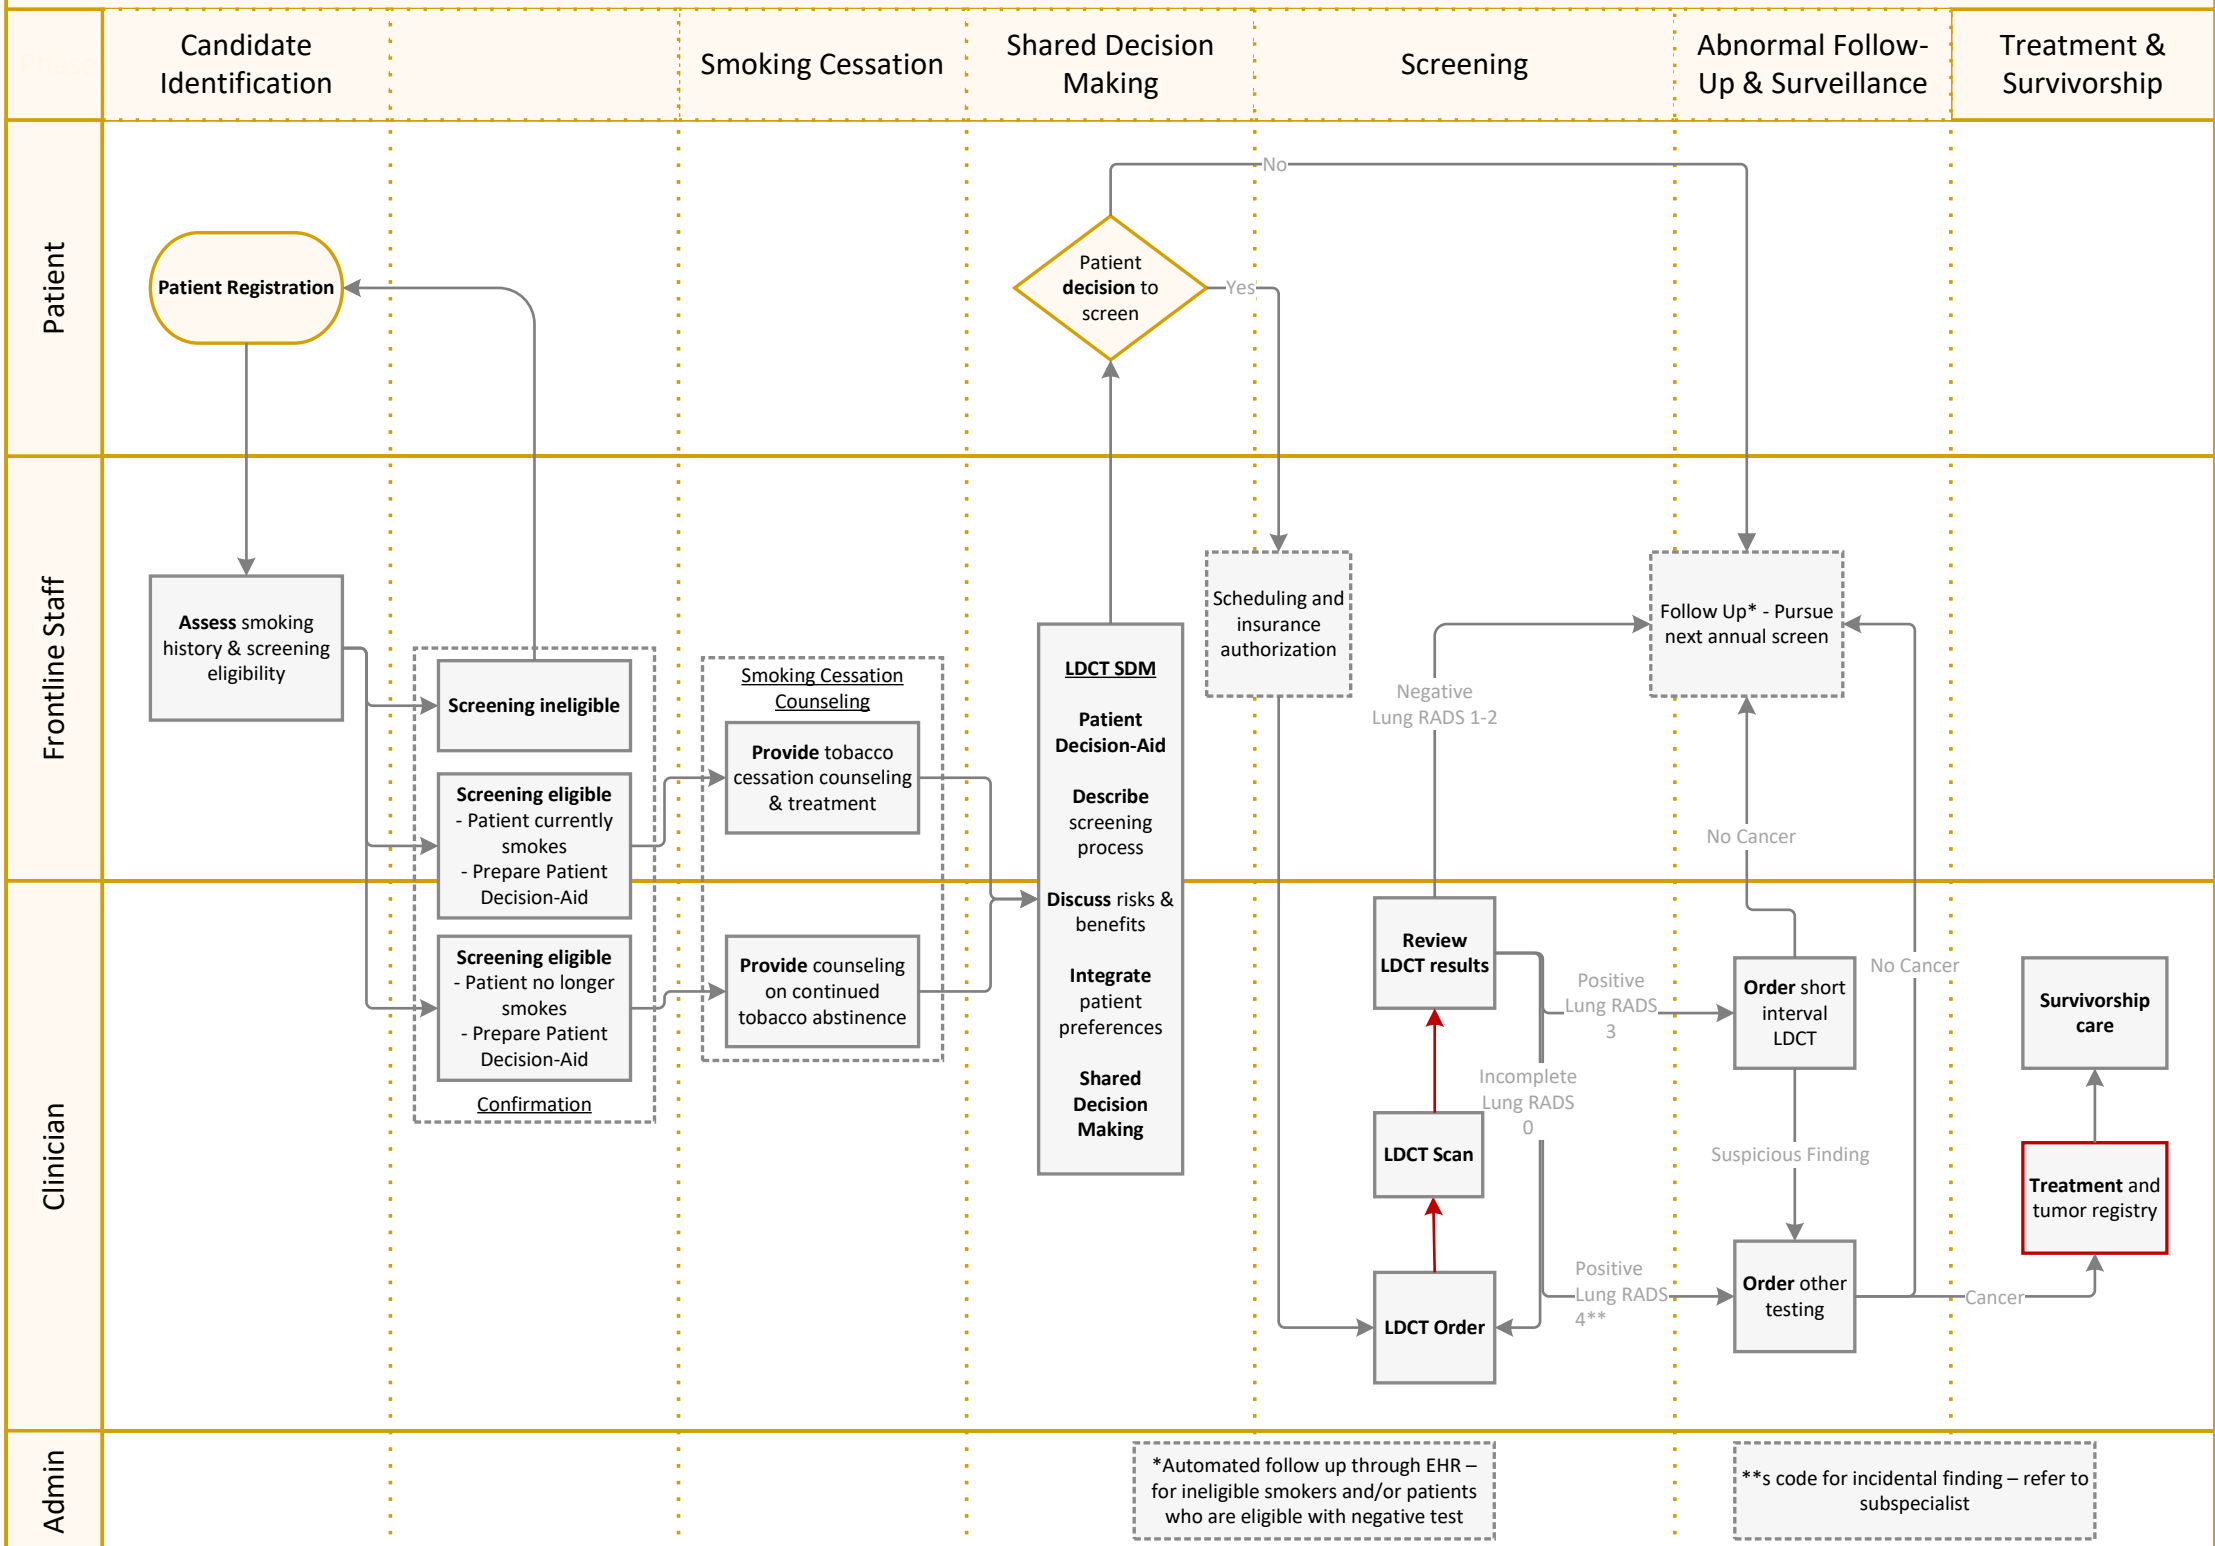 Candidate
Identification
Smoking Cessation
Shared Decision
Making
Screening
Abnormal Follow-
Up & Surveillance
Treatment &
Survivorship
Patient
Patient Registration
Patient
decision to
screen
No
Yes
Frontline Staff
Assess smoking
history & screening
eligibility
Screening ineligible
Screening eligible
- Patient currently
smokes
- Prepare Patient
Decision-Aid
Smoking Cessation
Counseling
Provide tobacco
cessation counseling
& treatment
LDCT SDM
Patient
Decision-Aid
Describe
screening
process
Discuss risks &
benefits
Integrate
patient
preferences
Shared
Decision
Making
Scheduling and
insurance
authorization
Negative
Lung RADS 1-2
Follow Up* - Pursue
next annual screen
No Cancer
No Cancer
Clinician
Screening eligible
- Patient no longer
smokes
- Prepare Patient
Decision-Aid
Confirmation
Provide counseling
on continued
tobacco abstinence
Review
LDCT results
Positive
Lung RADS
3
Incomplete
Lung RADS
0
LDCT Scan
LDCT Order
Positive
Lung RADS
4**
Order short
interval
LDCT
Suspicious Finding
Order other
testing
Cancer
Survivorship
care
Treatment and
tumor registry
Admin
*Automated follow up through EHR –
for ineligible smokers and/or patients
who are eligible with negative test
**s code for incidental finding – refer to
subspecialist